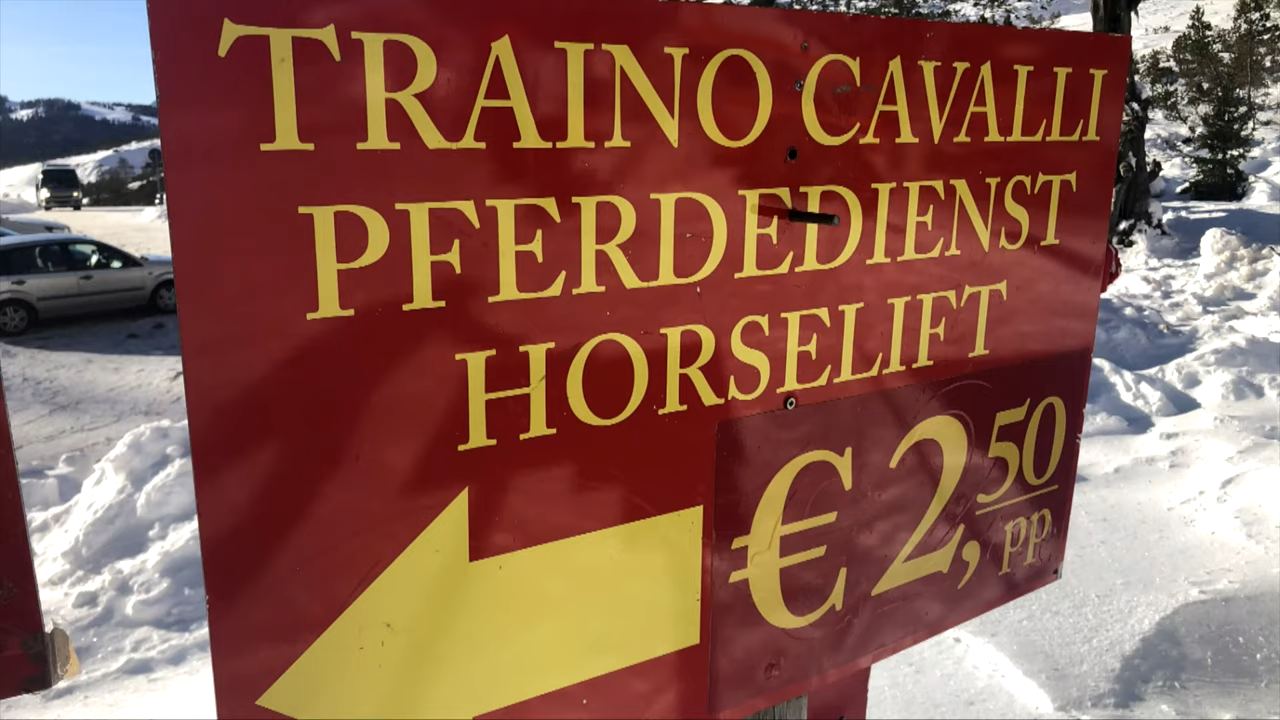 TRAINO CAVALLI
PFERDEDIENST
HORSELIFT
€ 2,50
pp